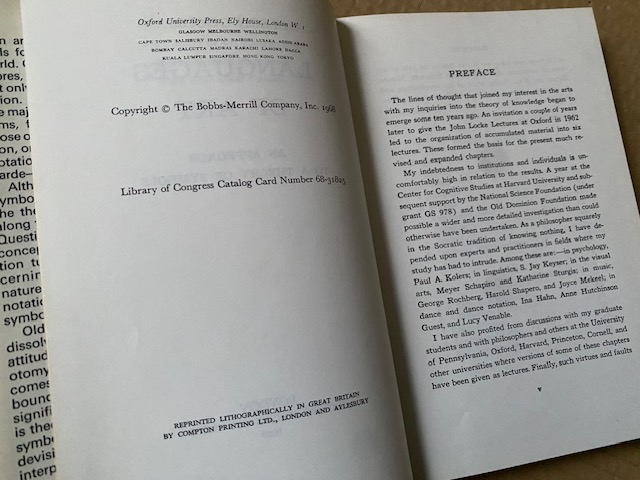 Oxford University Press, Ely House, London W. 1
GLASGOW MELBOURNE WELLINGTON
CAPE TOWN SALISBURY IBADAN NAIROBI LUSAKA ADDIS ABABA
BOMBAY CALCUTTA MADRAS KARACHI LAHORE DACCA
KUALA LUMPUR SINGAPORE HONG KONG TOKYO
Copyright © The Bobbs-Merrill Company, Inc. 1968
Library of Congress Catalog Card Number 68-31825
REPRINTED LITHOGRAPHICALLY IN GREAT BRITAIN
BY COMPTON PRINTING LTD., LONDON AND AYLESBURY
PREFACE
The lines of thought that joined my interest in the arts
with my inquiries into the theory of knowledge began to
emerge some ten years ago. An invitation a couple of years
later to give the John Locke Lectures at Oxford in 1962
led to the organization of accumulated material into six
lectures. These formed the basis for the present much re-
vised and expanded chapters.
My indebtedness to institutions and individuals is un-
comfortably high in relation to the results. A year at the
Center for Cognitive Studies at Harvard University and sub-
sequent support by the National Science Foundation (under
grant GS 978) and the Old Dominion Foundation made
possible a wider and more detailed investigation than could
otherwise have been undertaken. As a philosopher squarely
in the Socratic tradition of knowing nothing, I have de-
pended upon experts and practitioners in fields where my
study has had to intrude. Among these are:—in psychology,
Paul A. Kolers; in linguistics, S. Jay Keyser; in the visual
arts, Meyer Schapiro and Katharine Sturgis; in music,
George Rochberg, Harold Shapero, and Joyce Mekeel; in
dance and dance notation, Ina Hahn, Anne Hutchinson
Guest, and Lucy Venable.
I have also profited from discussions with my graduate
students and with philosophers and others at the University
of Pennsylvania, Oxford, Harvard, Princeton, Cornell, and
other universities where versions of some of these chapters
have been given as lectures. Finally, such virtues and faults
v